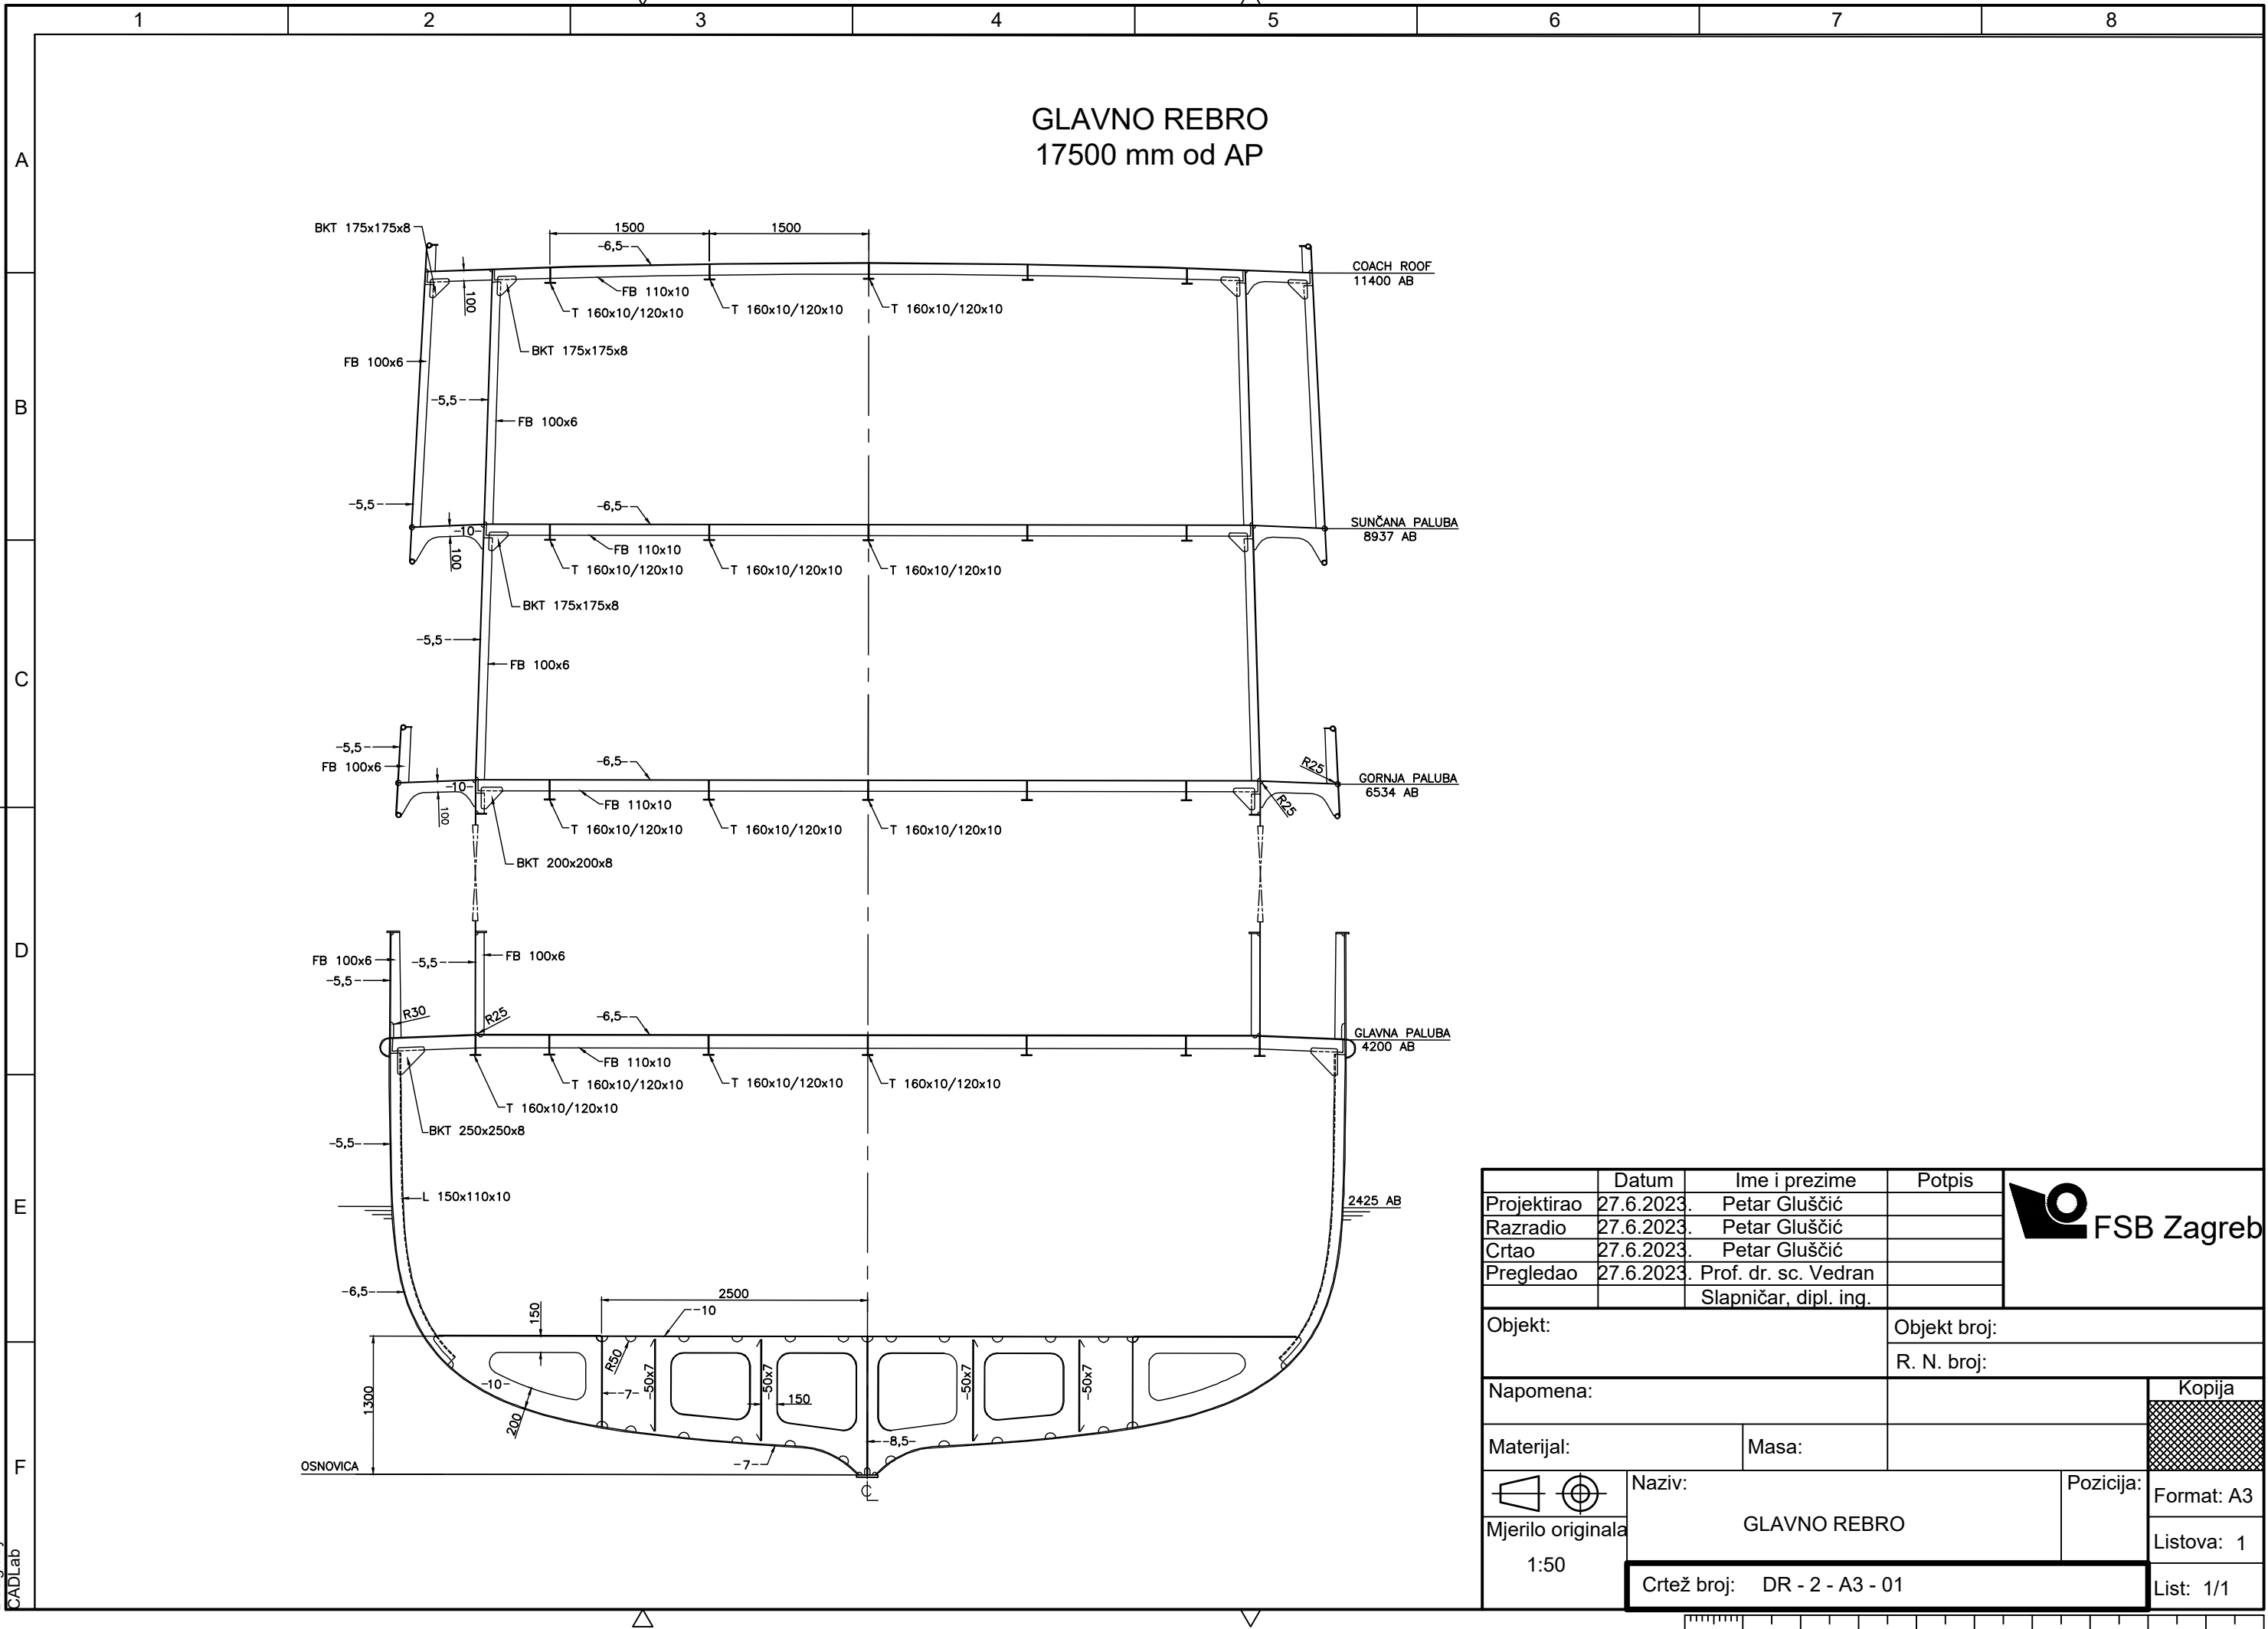 1 2 3 4 5 6 7 8
A
B
C
D
E
F
GLAVNO REBRO
17500 mm od AP
BKT 175x175x8
1500
1500
6,5
COACH ROOF
11400 AB
100
FB 110x10
T 160x10/120x10
T 160x10/120x10
T 160x10/120x10
BKT 175x175x8
FB 100x6
5,5
FB 100x6
5,5
6,5
SUNČANA PALUBA
8937 AB
10
100
FB 110x10
T 160x10/120x10
T 160x10/120x10
T 160x10/120x10
BKT 175x175x8
5,5
FB 100x6
5,5
FB 100x6
6,5
R25
GORNJA PALUBA
6534 AB
10
100
FB 110x10
R25
T 160x10/120x10
T 160x10/120x10
T 160x10/120x10
BKT 200x200x8
FB 100x6
5,5
FB 100x6
5,5
R30
R25
6,5
GLAVNA PALUBA
4200 AB
FB 110x10
T 160x10/120x10
T 160x10/120x10
T 160x10/120x10
T 160x10/120x10
BKT 250x250x8
5,5
L 150x110x10
2425 AB
6,5
2500
10
150
R50
50x7
50x7
50x7
50x7
10
7
150
200
1300
8,5
7
OSNOVICA
Datum Ime i prezime Potpis
Projektirao 27.6.2023. Petar Gluščić
Razradio 27.6.2023. Petar Gluščić
Crtao 27.6.2023. Petar Gluščić
Pregledao 27.6.2023. Prof. dr. sc. Vedran
Slapničar, dipl. ing.
FSB Zagreb
Objekt:
Objekt broj:
R. N. broj:
Napomena:
Kopija
Materijal:
Masa:
Naziv:
Pozicija:
Format: A3
GLAVNO REBRO
Mjerilo originala
1:50
Listova: 1
Crtež broj: DR - 2 - A3 - 01
List: 1/1
CADLab